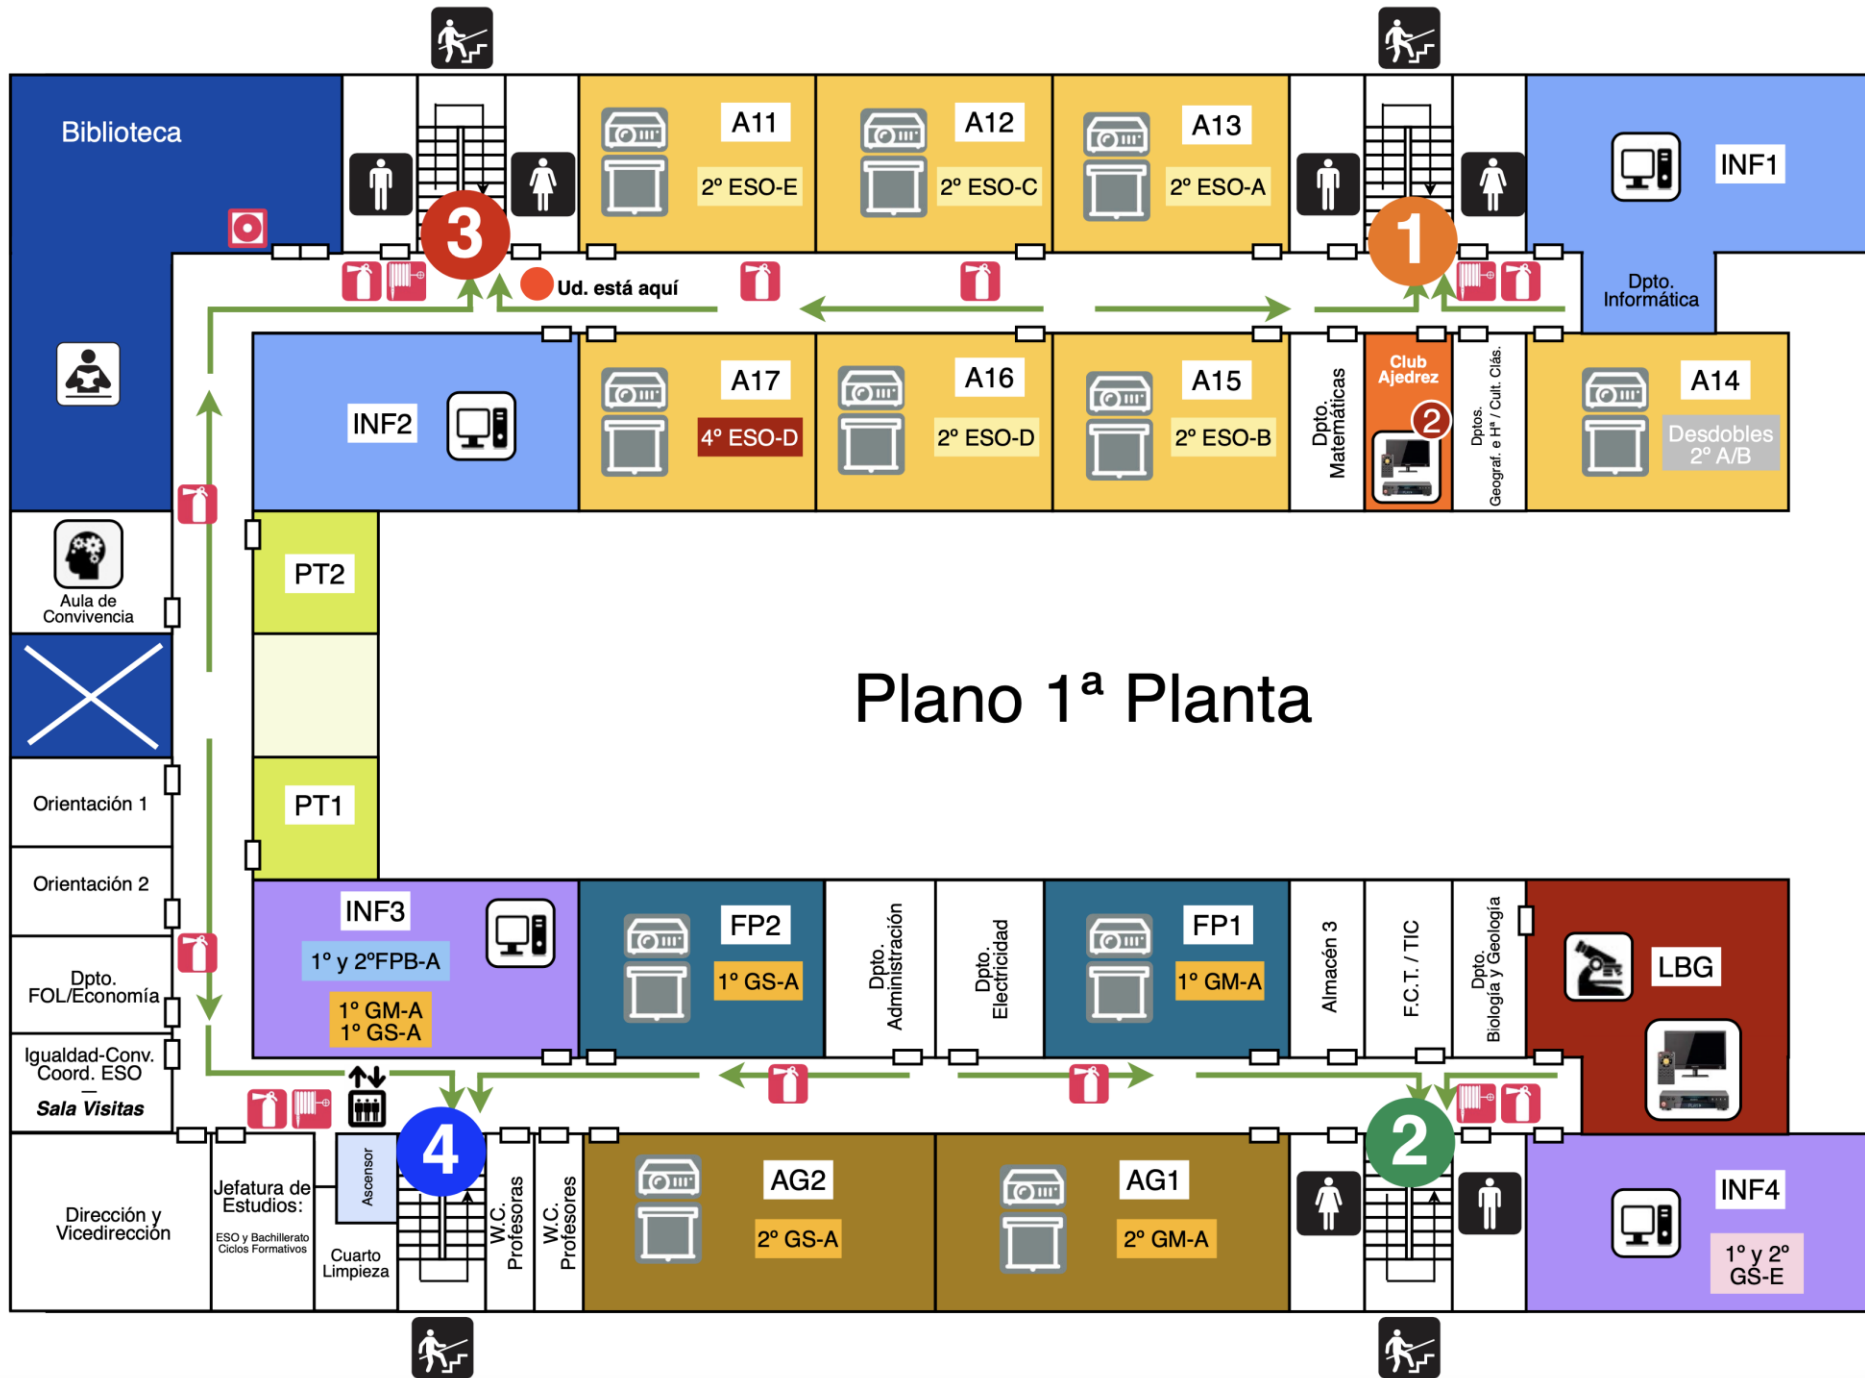 Biblioteca
A11
2º ESO-E
A12
2º ESO-C
A13
2º ESO-A
INF1
3
1
Ud. está aquí
Dpto.
Informática
INF2
A17
4º ESO-D
A16
2º ESO-D
A15
2º ESO-B
Dpto.
Matemáticas
Club
Ajedrez
2
Dptos.
Geograf. e Hª / Cult. Clás.
A14
Desdobles
2º A/B
Aula de
Convivencia
PT2
Plano 1ª Planta
Orientación 1
PT1
Orientación 2
Dpto.
FOL/Economía
Igualdad-Conv.
Coord. ESO
—
Sala Visitas
INF3
1º y 2ºFPB-A
1º GM-A
1º GS-A
FP2
1º GS-A
Dpto.
Administración
Dpto.
Electricidad
FP1
1º GM-A
Almacén 3
F.C.T. / TIC
Dpto.
Biología y Geología
LBG
4
2
Dirección y
Vicedirección
Jefatura de
Estudios:
ESO y Bachillerato
Ciclos Formativos
Ascensor
Cuarto
Limpieza
W.C.
Profesoras
W.C.
Profesores
AG2
2º GS-A
AG1
2º GM-A
INF4
1º y 2º
GS-E